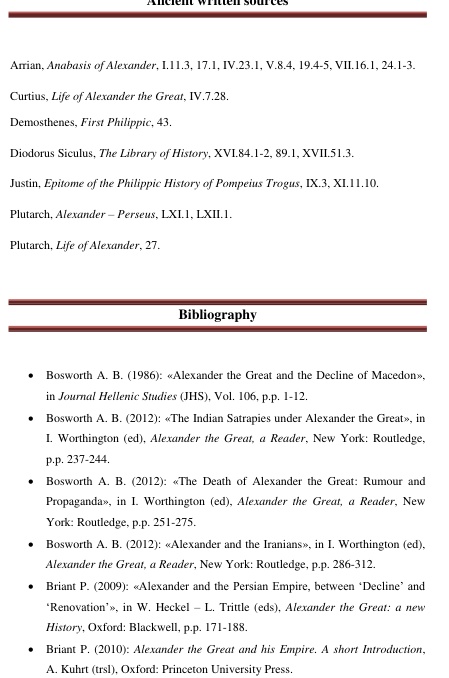 Ancient written sources
Arrian, Anabasis of Alexander, I.11.3, 17.1, IV.23.1, V.8.4, 19.4-5, VII.16.1, 24.1-3.
Curtius, Life of Alexander the Great, IV.7.28.
Demosthenes, First Philippic, 43.
Diodorus Siculus, The Library of History, XVI.84.1-2, 89.1, XVII.51.3.
Justin, Epitome of the Philippic History of Pompeius Trogus, IX.3, XI.11.10.
Plutarch, Alexander – Perseus, LXI.1, LXII.1.
Plutarch, Life of Alexander, 27.
Bibliography
• Bosworth A. B. (1986): «Alexander the Great and the Decline of Macedon»,
in Journal Hellenic Studies (JHS), Vol. 106, p.p. 1-12.
• Bosworth A. B. (2012): «The Indian Satrapies under Alexander the Great», in
I. Worthington (ed), Alexander the Great, a Reader, New York: Routledge,
p.p. 237-244.
• Bosworth A. B. (2012): «The Death of Alexander the Great: Rumour and
Propaganda», in I. Worthington (ed), Alexander the Great, a Reader, New
York: Routledge, p.p. 251-275.
• Bosworth A. B. (2012): «Alexander and the Iranians», in I. Worthington (ed),
Alexander the Great, a Reader, New York: Routledge, p.p. 286-312.
• Briant P. (2009): «Alexander and the Persian Empire, between ‘Decline’ and
‘Renovation’», in W. Heckel – L. Trittle (eds), Alexander the Great: a new
History, Oxford: Blackwell, p.p. 171-188.
• Briant P. (2010): Alexander the Great and his Empire. A short Introduction,
A. Kuhrt (trsl), Oxford: Princeton University Press.